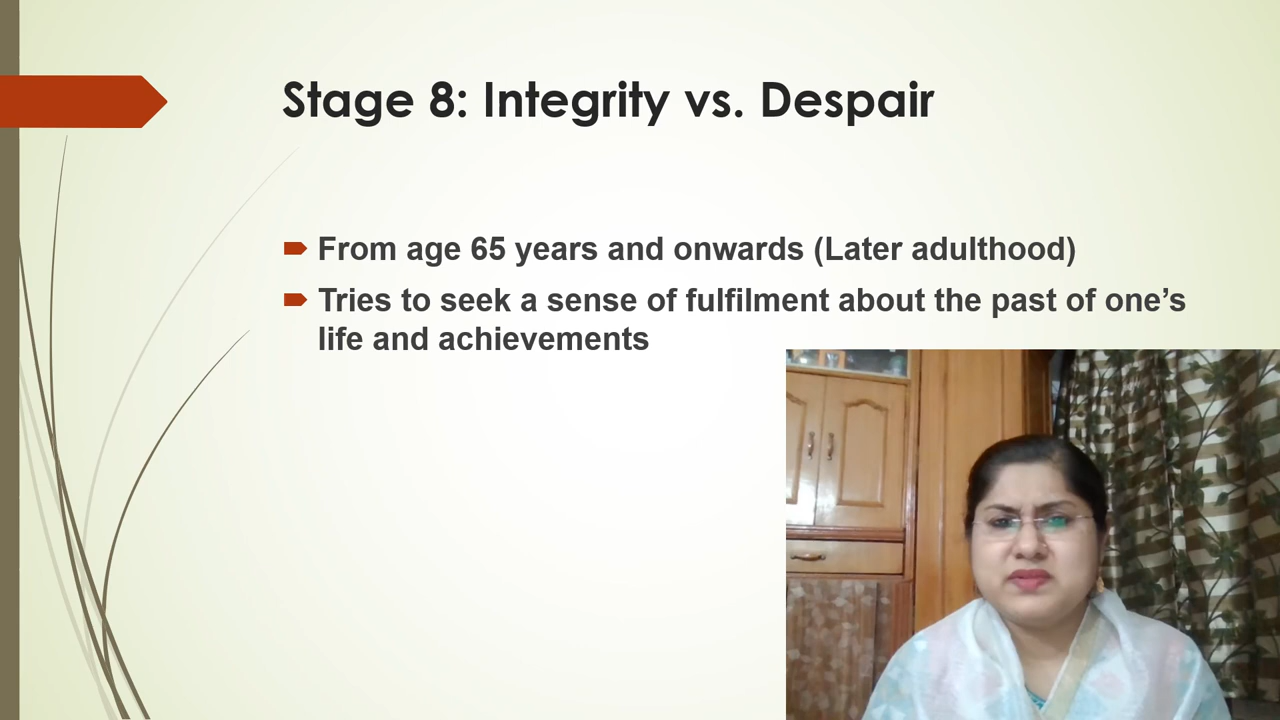 Stage 8: Integrity vs. Despair
From age 65 years and onwards (Later adulthood)
Tries to seek a sense of fulfilment about the past of one’s
life and achievements